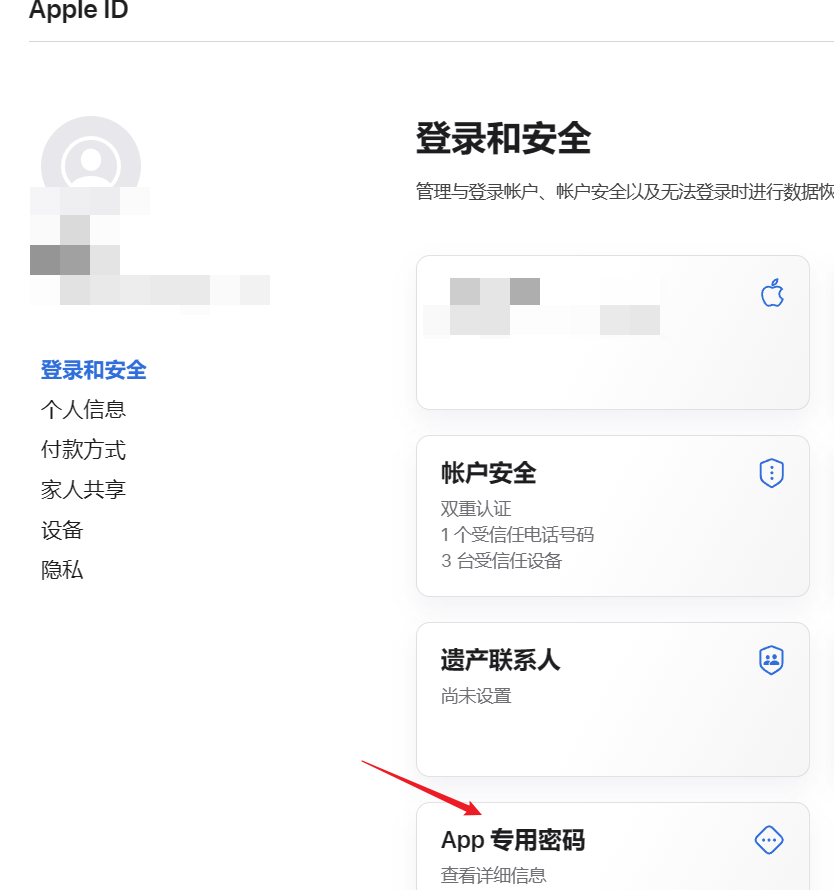 Apple ID
登录和安全
管理与登录帐户、帐户安全以及无法登录时进行数据恢
登录和安全
个人信息
付款方式
家人共享
设备
隐私
帐户安全
双重认证
1 个受信任电话号码
3 台受信任设备
遗产联系人
尚未设置
App 专用密码
查看详细信息